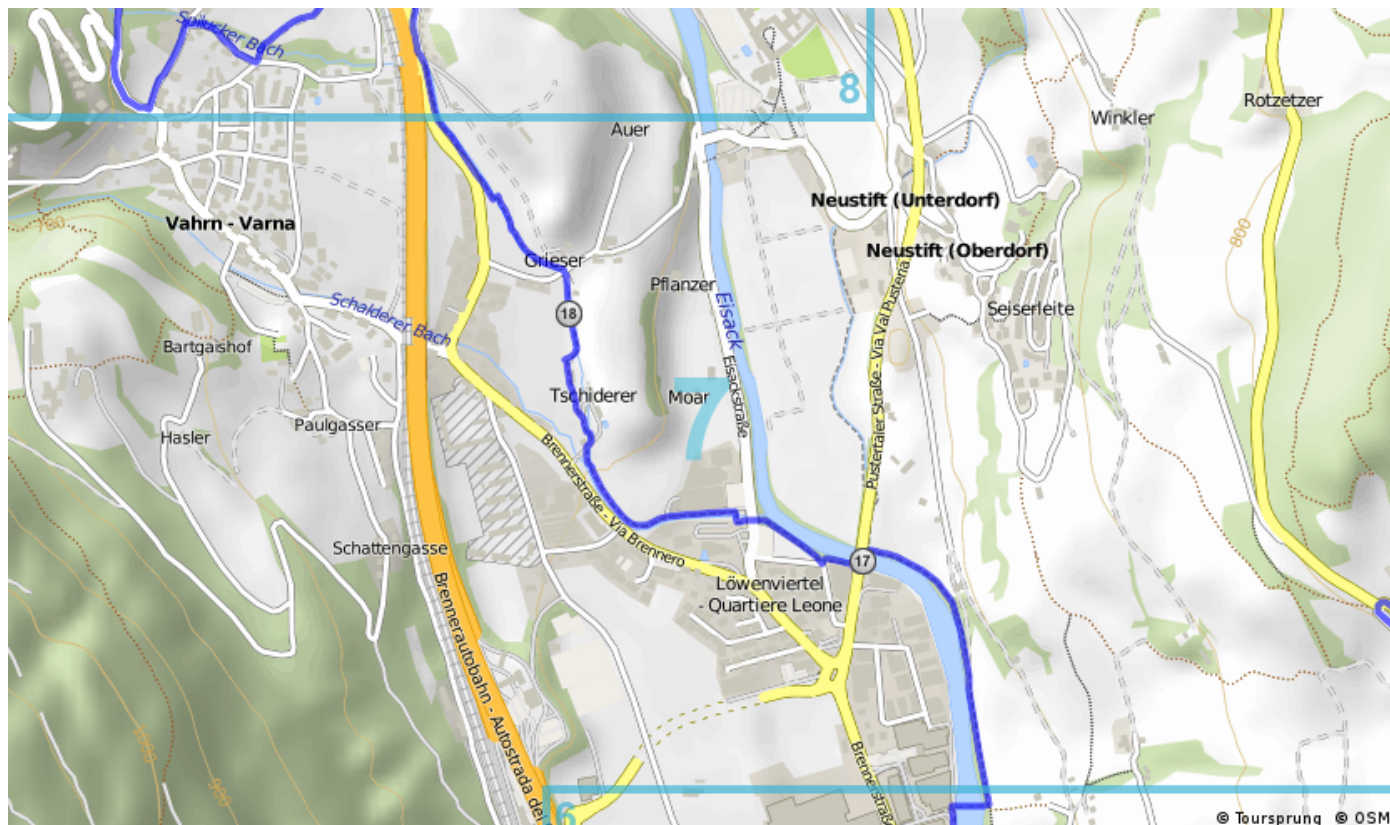 Spilucker Bach
8
Rotzetzer
Winkler
Auer
Neustift (Unterdorf)
Vahrn - Varna
760
800
Neustift (Oberdorf)
Grieser
Pflanzer
Schalderer Bach
18
Eisack
Seiserleite
Bartgaishof
Pustertaler Straße - Via Val Pusteria
Eisackstraße
Tschiderer
Moar
7
Paulgasser
Hasler
Brennerstraße - Via Brennero
Schattengasse
17
Löwenviertel
- Quartiere Leone
Brennerautobahn - Autostrada del
1000
900
Brennerstraße
6
© Toursprung © OSM